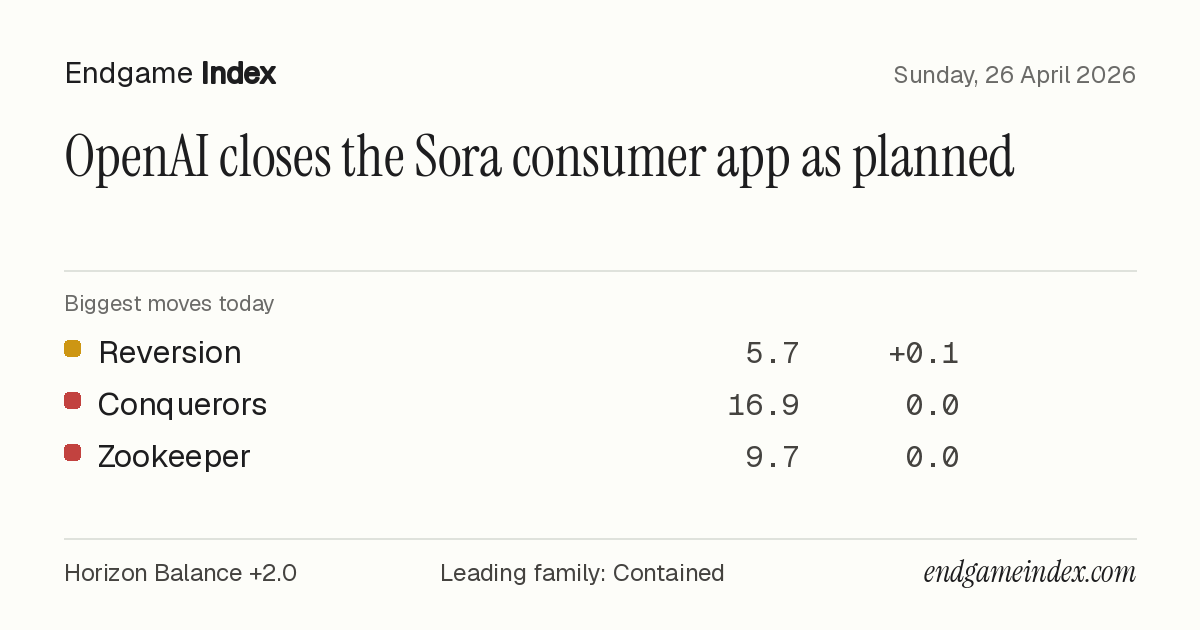 Endgame Index
Sunday, 26 April 2026
OpenAI closes the Sora consumer app as planned
Biggest moves today
Reversion 5.7 +0.1
Conquerors 16.9 0.0
Zookeeper 9.7 0.0
Horizon Balance +2.0
Leading family: Contained
endgameindex.com